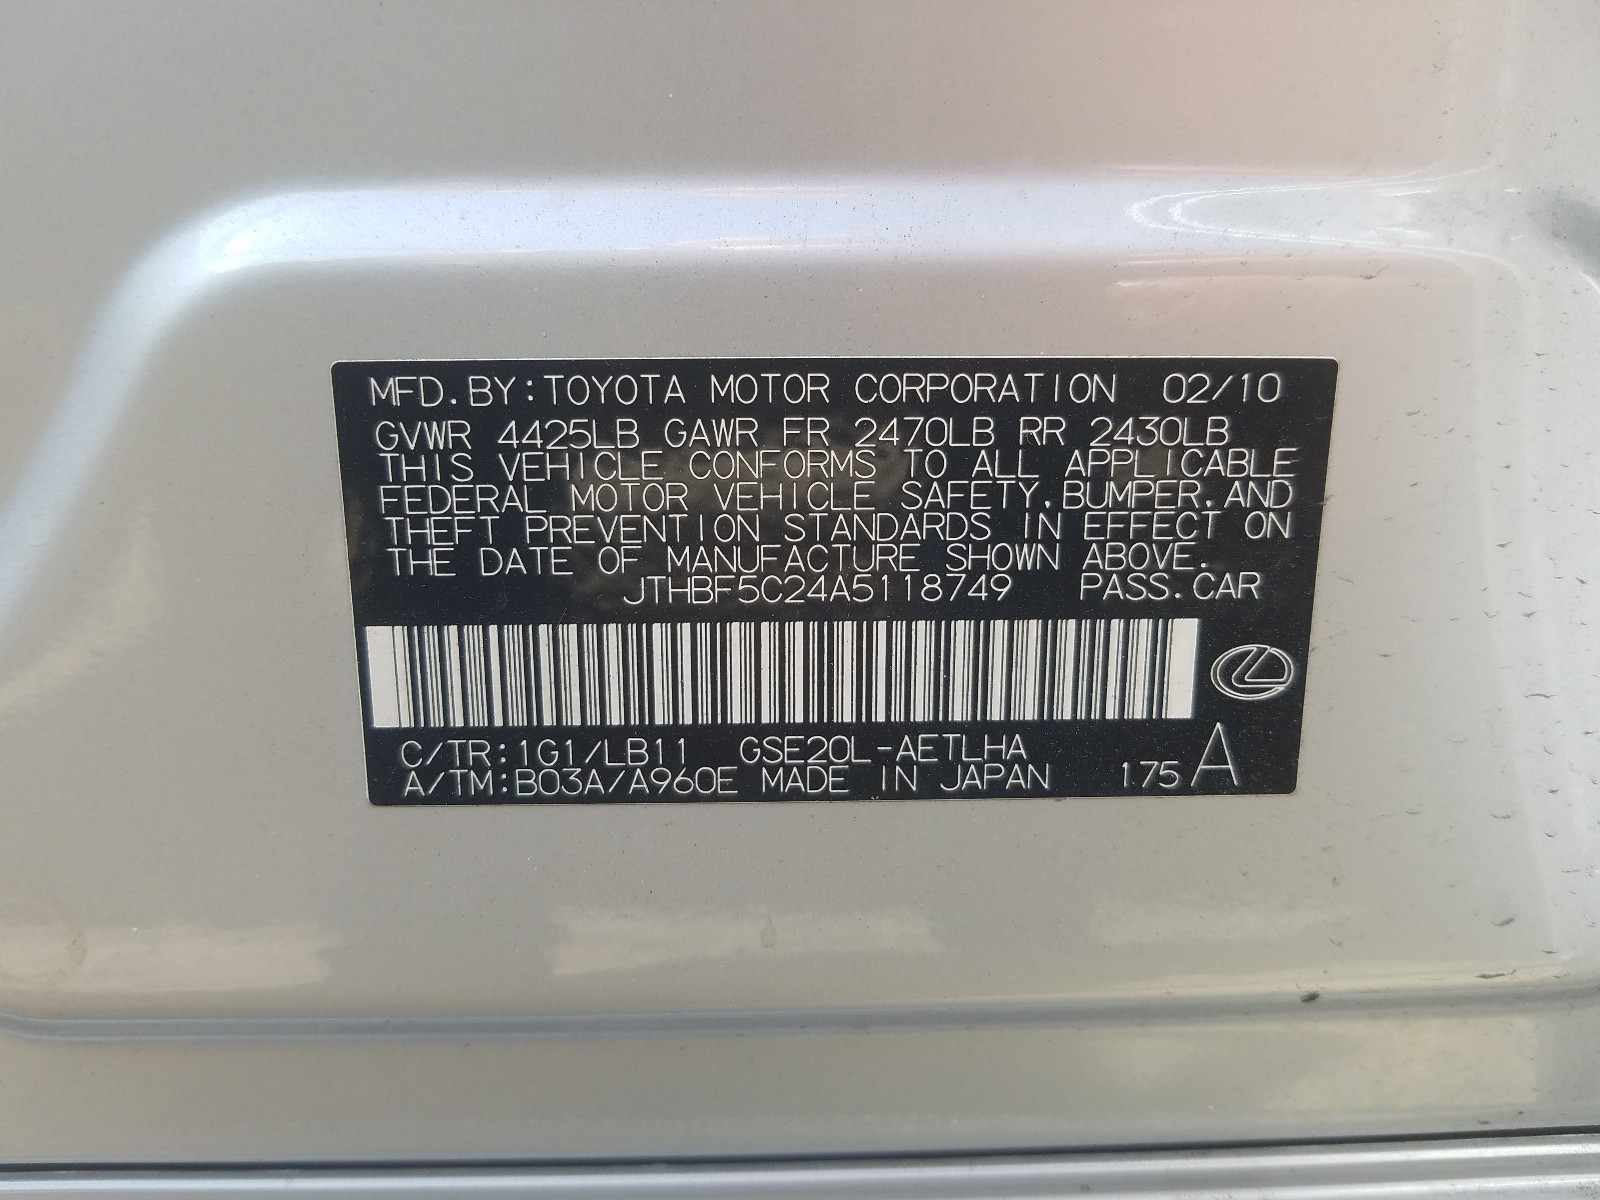 MFD.BY:TOYOTA MOTOR CORPORATION 02/10
GVWR 4425LB GAWR FR 2470LB RR 2430LB
THIS VEHICLE CONFORMS TO ALL APPLICABLE
FEDERAL MOTOR VEHICLE SAFETY,BUMPER,AND
THEFT PREVENTION STANDARDS IN EFFECT ON
THE DATE OF MANUFACTURE SHOWN ABOVE.
JTHBF5C24A5118749 PASS.CAR
C/TR:1G1/LB11 GSE20L-AETLHA
A/TM:B03A/A960E MADE IN JAPAN 175 A